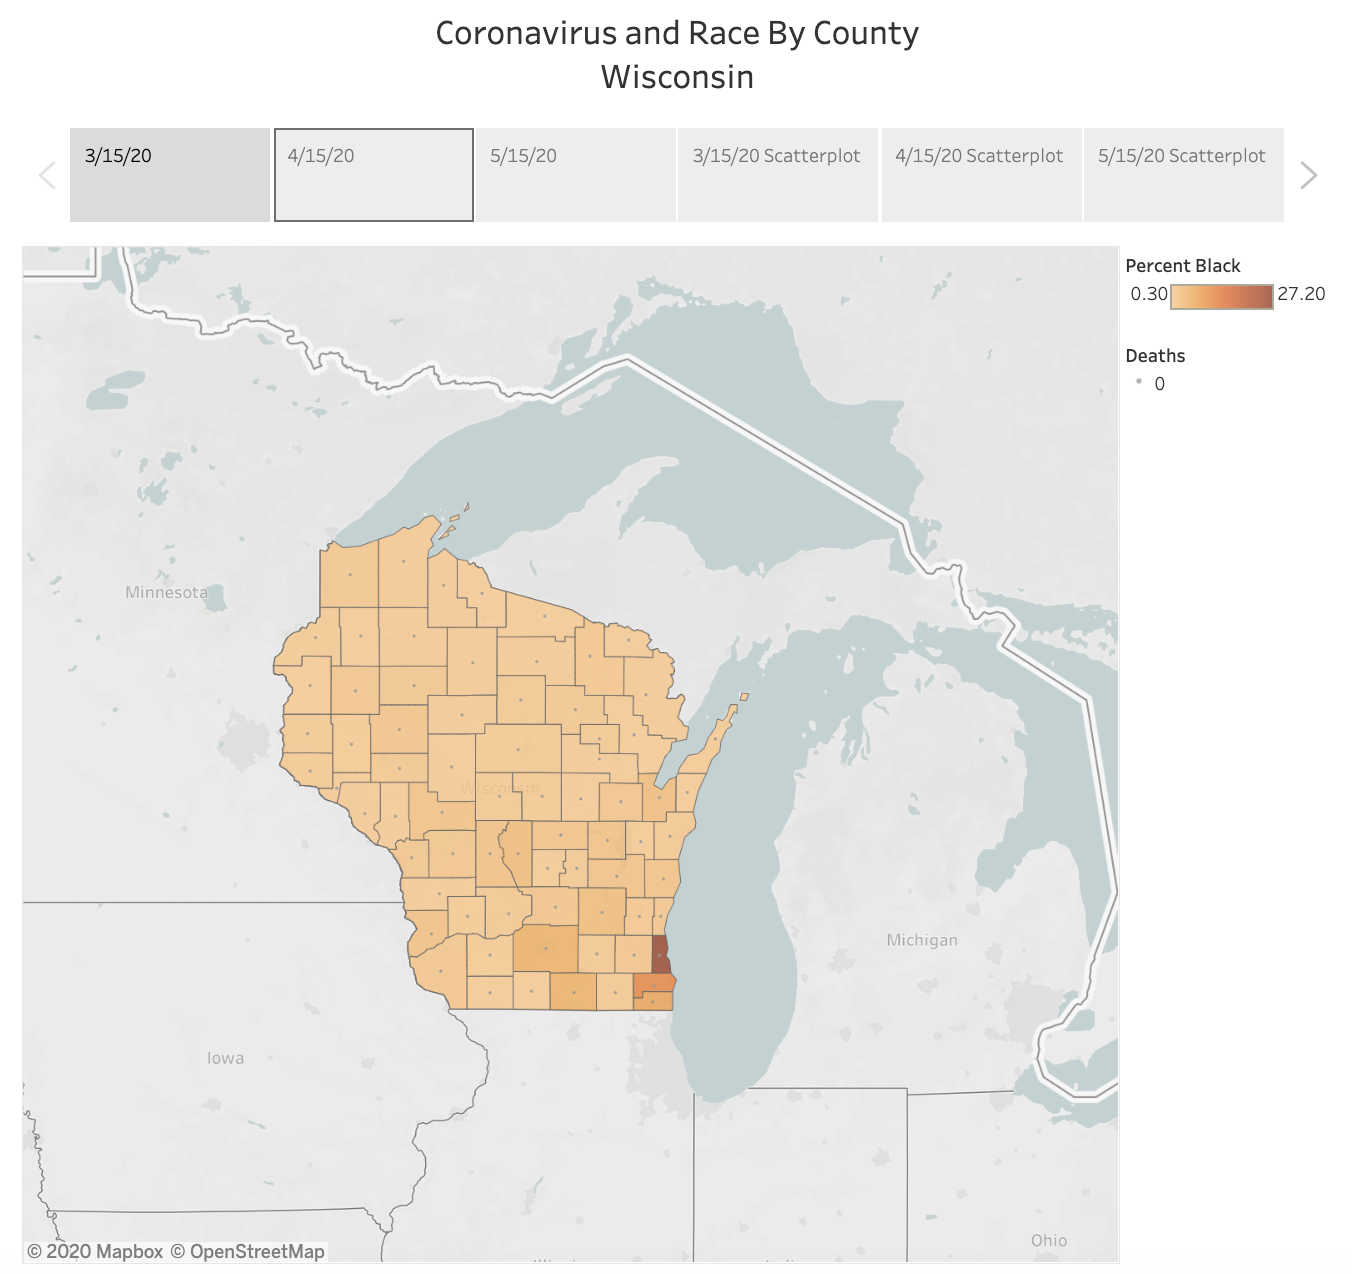 Coronavirus and Race By County
Wisconsin
3/15/20
4/15/20
5/15/20
3/15/20 Scatterplot
4/15/20 Scatterplot
5/15/20 Scatterplot
Percent Black
0.30
27.20
Deaths
0
Minnesota
Wisconsin
Michigan
Iowa
Ohio
© 2020 Mapbox © OpenStreetMap